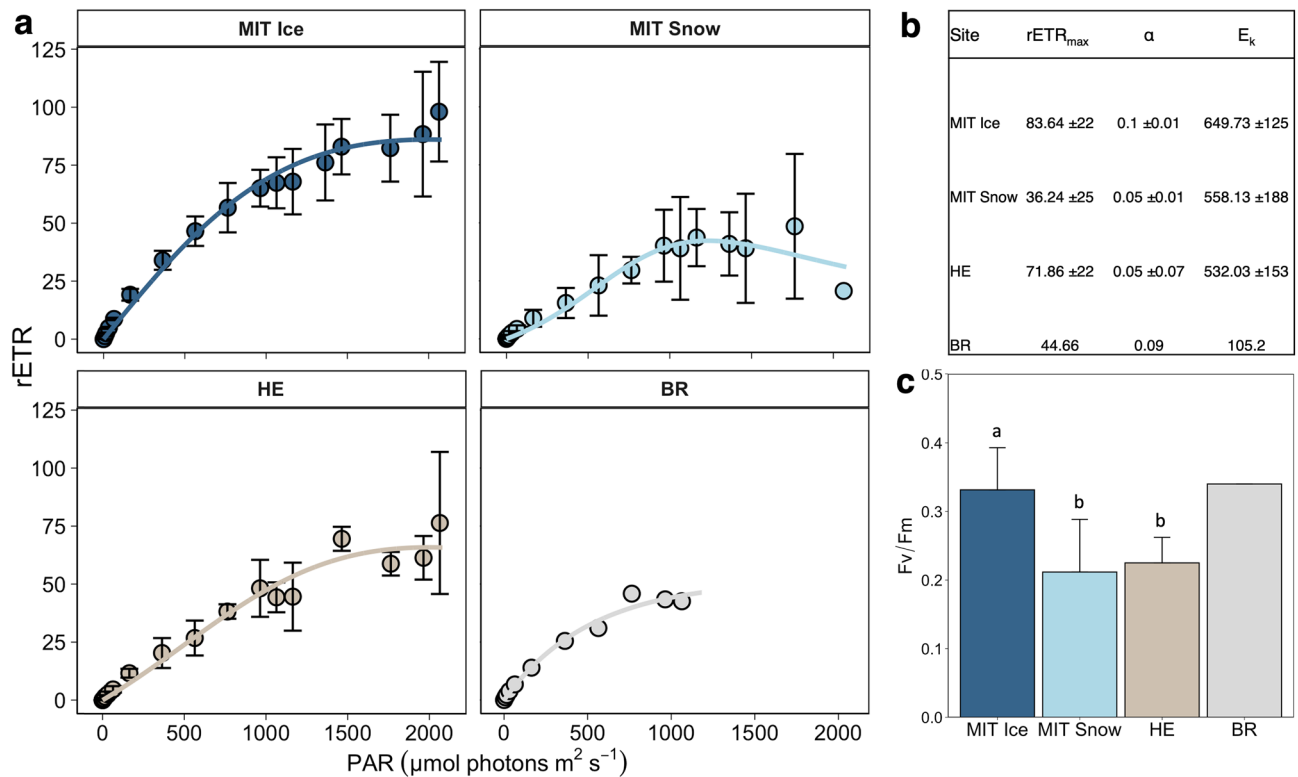 a
MIT Ice
MIT Snow
125
100
75
50
25
0
HE
BR
125
100
75
50
25
0
rETR
0 500 1000 1500 2000
0 500 1000 1500 2000
PAR (µmol photons m² s⁻¹)
b
Site rETRmax α Ek
MIT Ice 83.64 ±22 0.1 ±0.01 649.73 ±125
MIT Snow 36.24 ±25 0.05 ±0.01 558.13 ±188
HE 71.86 ±22 0.05 ±0.07 532.03 ±153
BR 44.66 0.09 105.2
c
0.5
0.4
0.3
0.2
0.1
0.0
Fv/Fm
a
b
b
MIT Ice MIT Snow HE BR